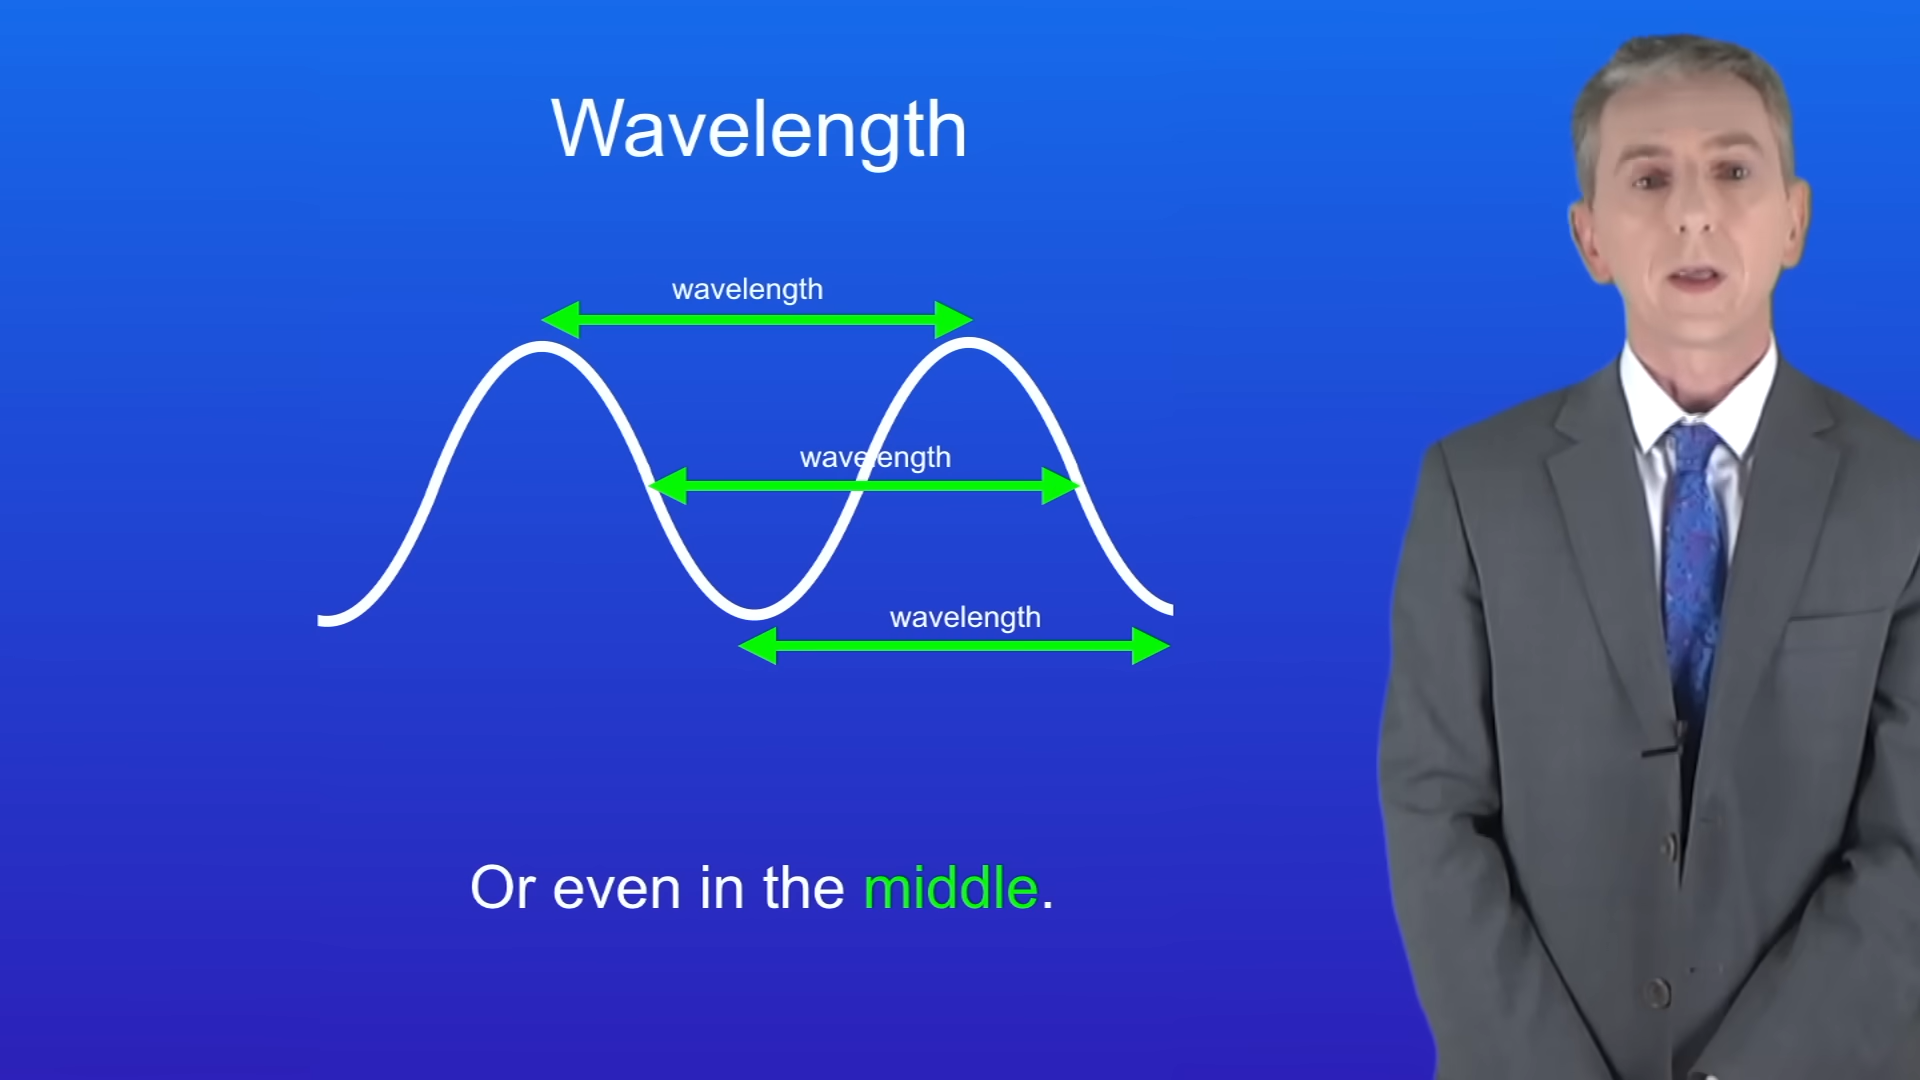 Wavelength
wavelength
wavelength
wavelength
Or even in the middle.